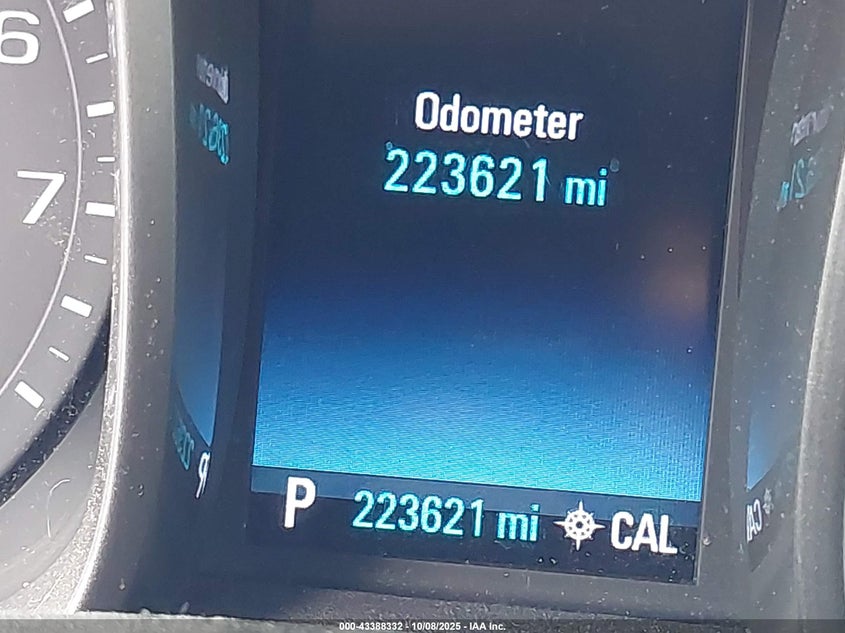 6
7
Odometer
223621 mi
P 223621 mi CAL
000-43388332 - 10/08/2025 - IAA Inc.